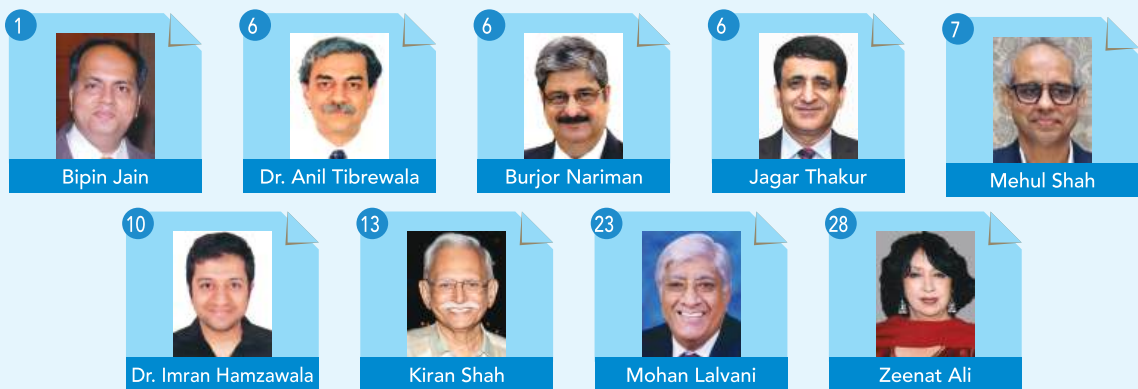 1
Bipin Jain
6
Dr. Anil Tibrewala
6
Burjor Nariman
6
Jagar Thakur
7
Mehul Shah
10
Dr. Imran Hamzawala
13
Kiran Shah
23
Mohan Lalvani
28
Zeenat Ali